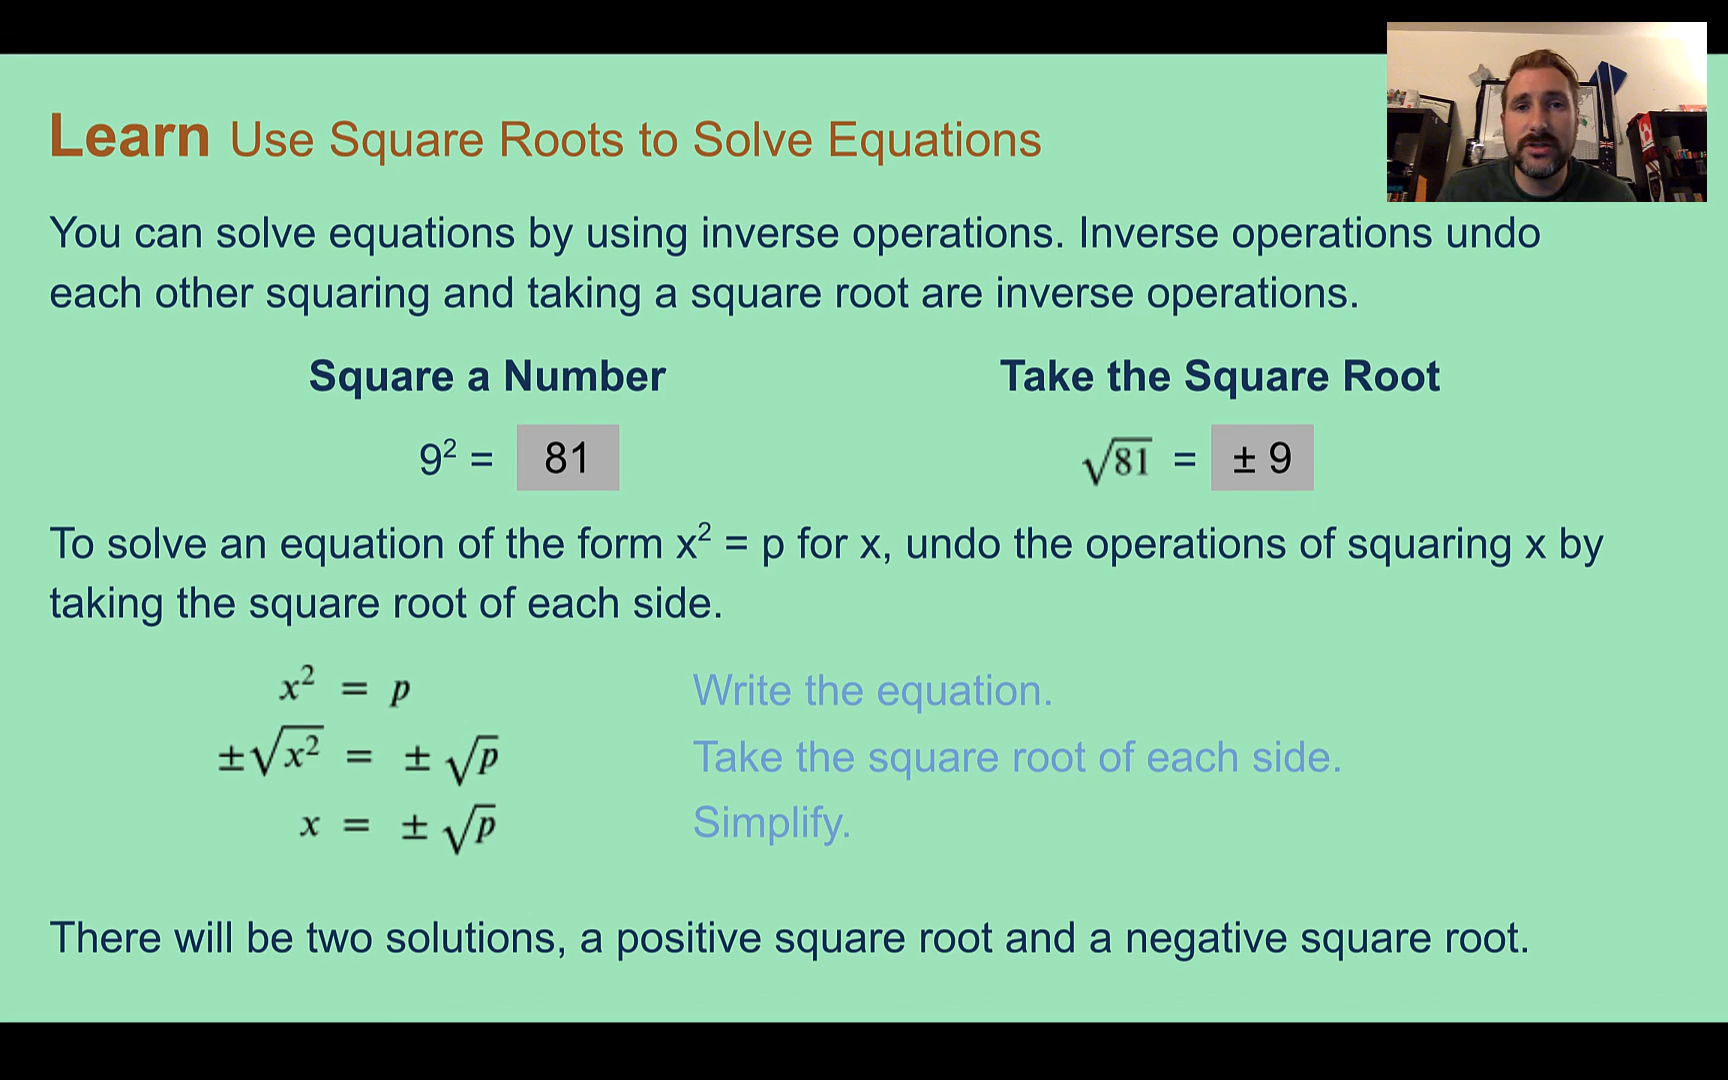 Learn Use Square Roots to Solve Equations
You can solve equations by using inverse operations. Inverse operations undo
each other squaring and taking a square root are inverse operations.
Square a Number Take the Square Root
9² = 81 √81 = ± 9
To solve an equation of the form x² = p for x, undo the operations of squaring x by
taking the square root of each side.
x² = p Write the equation.
±√x² = ± √p Take the square root of each side.
x = ± √p Simplify.
There will be two solutions, a positive square root and a negative square root.